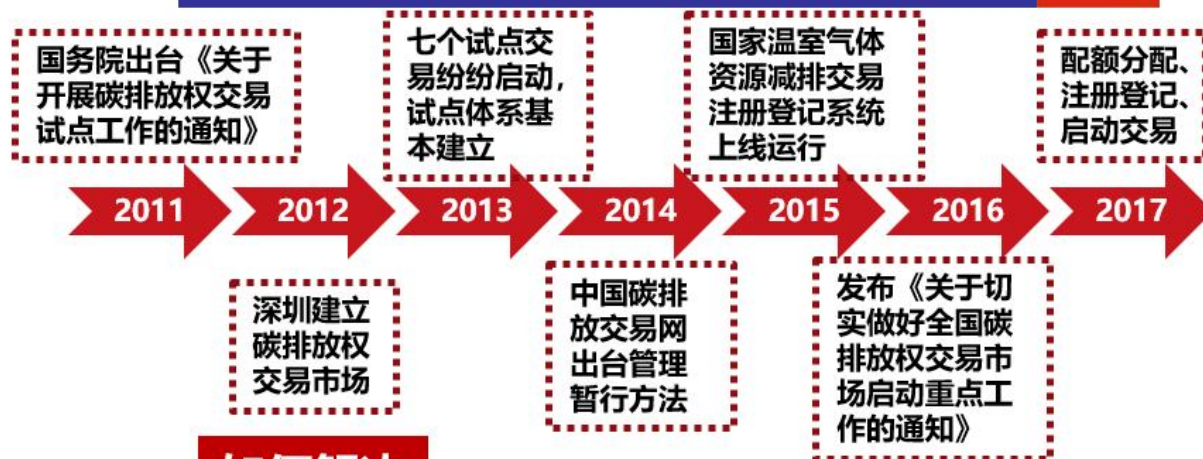 国务院出台《关于
开展碳排放权交易
试点工作的通知》
七个试点交
易纷纷启动，
试点体系基
本建立
国家温室气体
资源减排交易
注册登记系统
上线运行
配额分配、
注册登记、
启动交易
2011
2012
2013
2014
2015
2016
2017
深圳建立
碳排放权
交易市场
中国碳排
放交易网
出台管理
暂行方法
发布《关于切
实做好全国碳
排放权交易市
场启动重点工
作的通知》